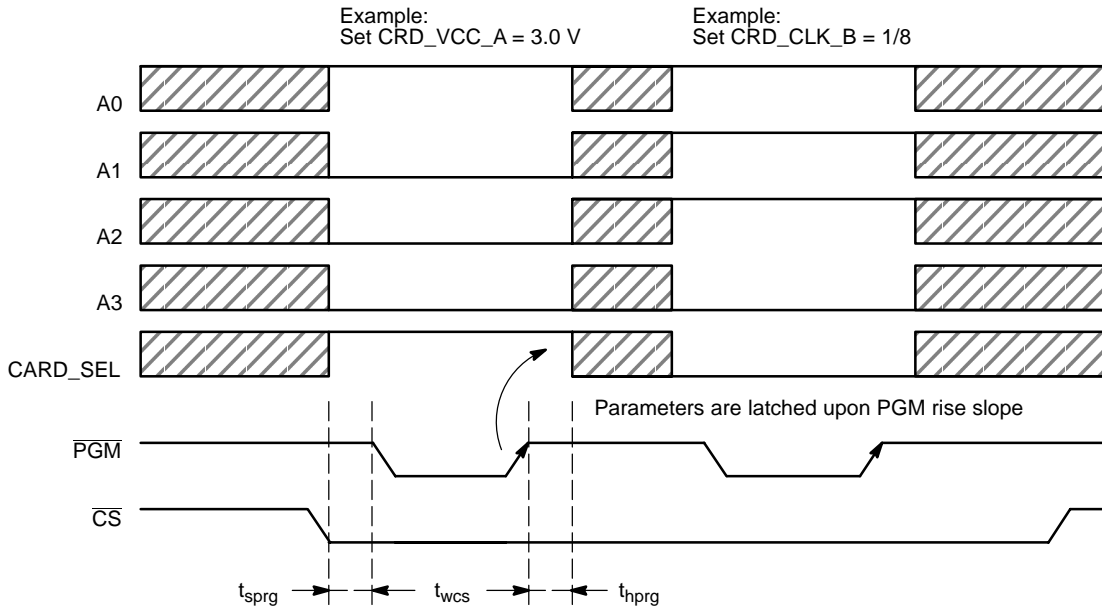 Example:
Set CRD_VCC_A = 3.0 V
Example:
Set CRD_CLK_B = 1/8
A0
A1
A2
A3
CARD_SEL
Parameters are latched upon PGM rise slope
PGM
CS
tsprg
twcs
thprg